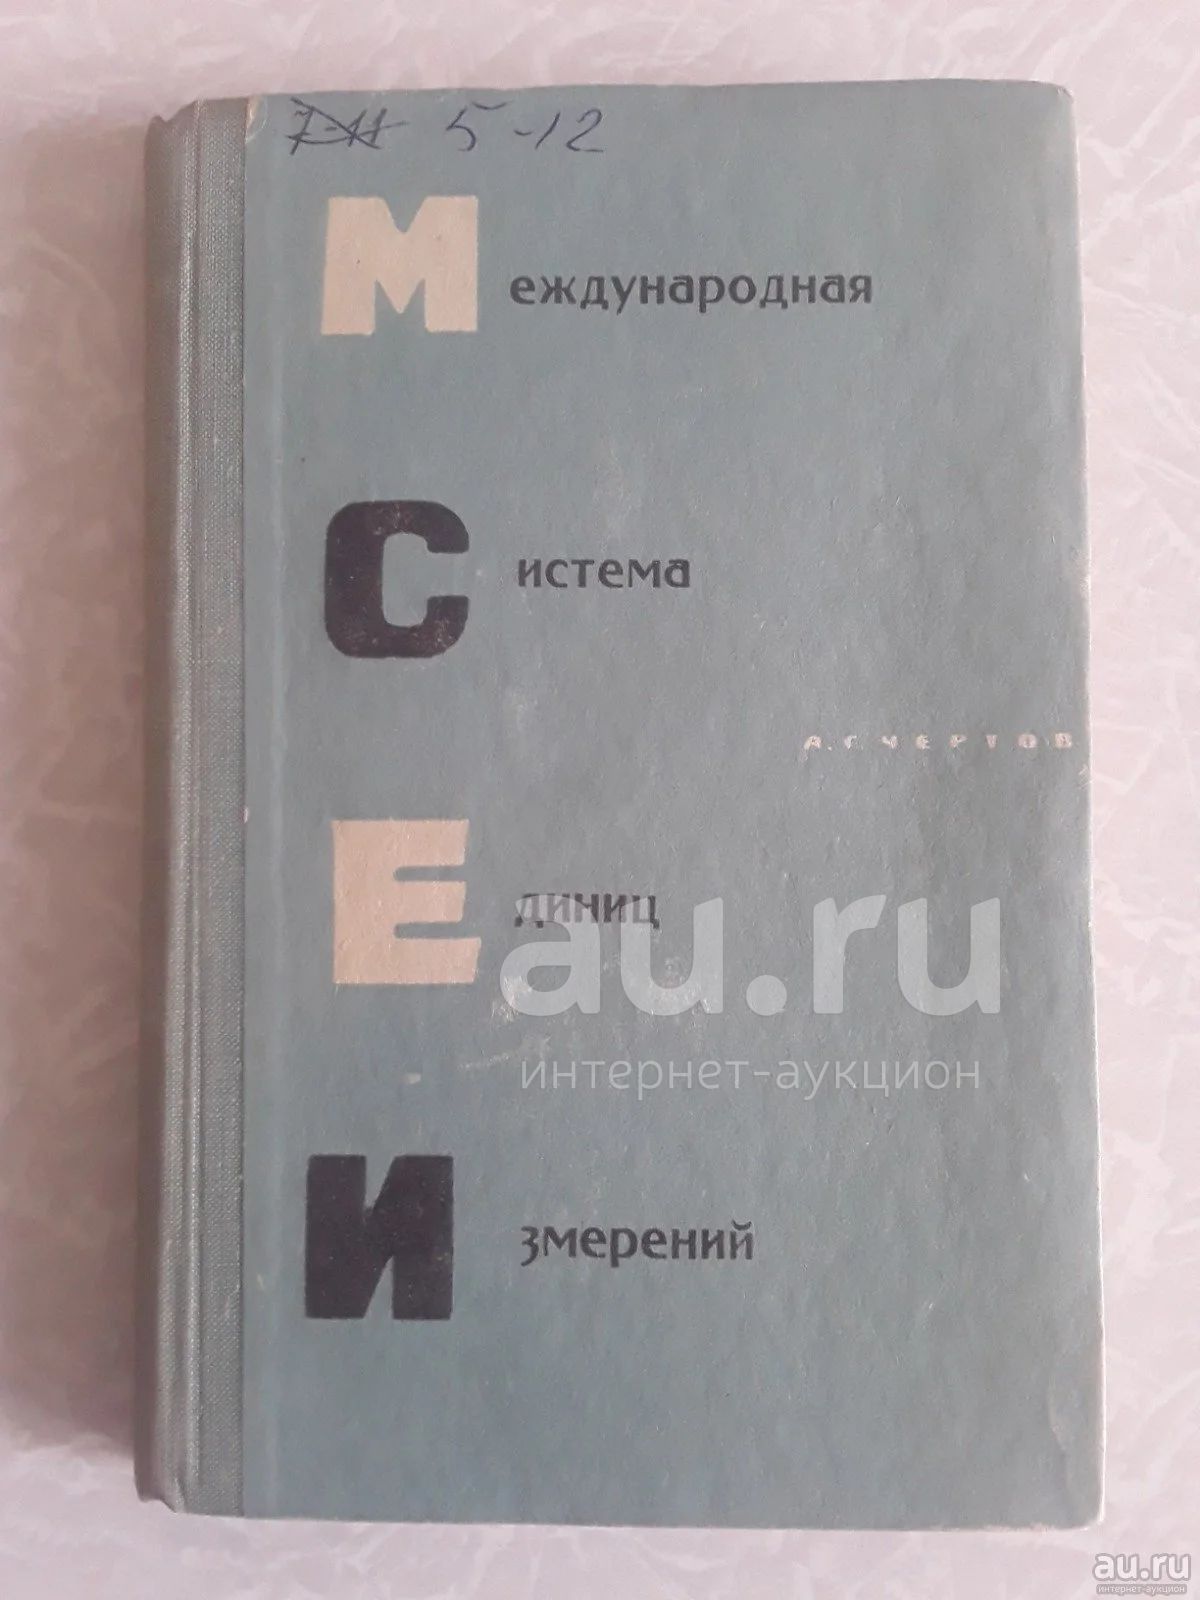 5-12
Международная
Система
А. Г. ЧЕРТОВ
Единиц
au.ru
интернет-аукцион
Измерений
au.ru
интернет-аукцион